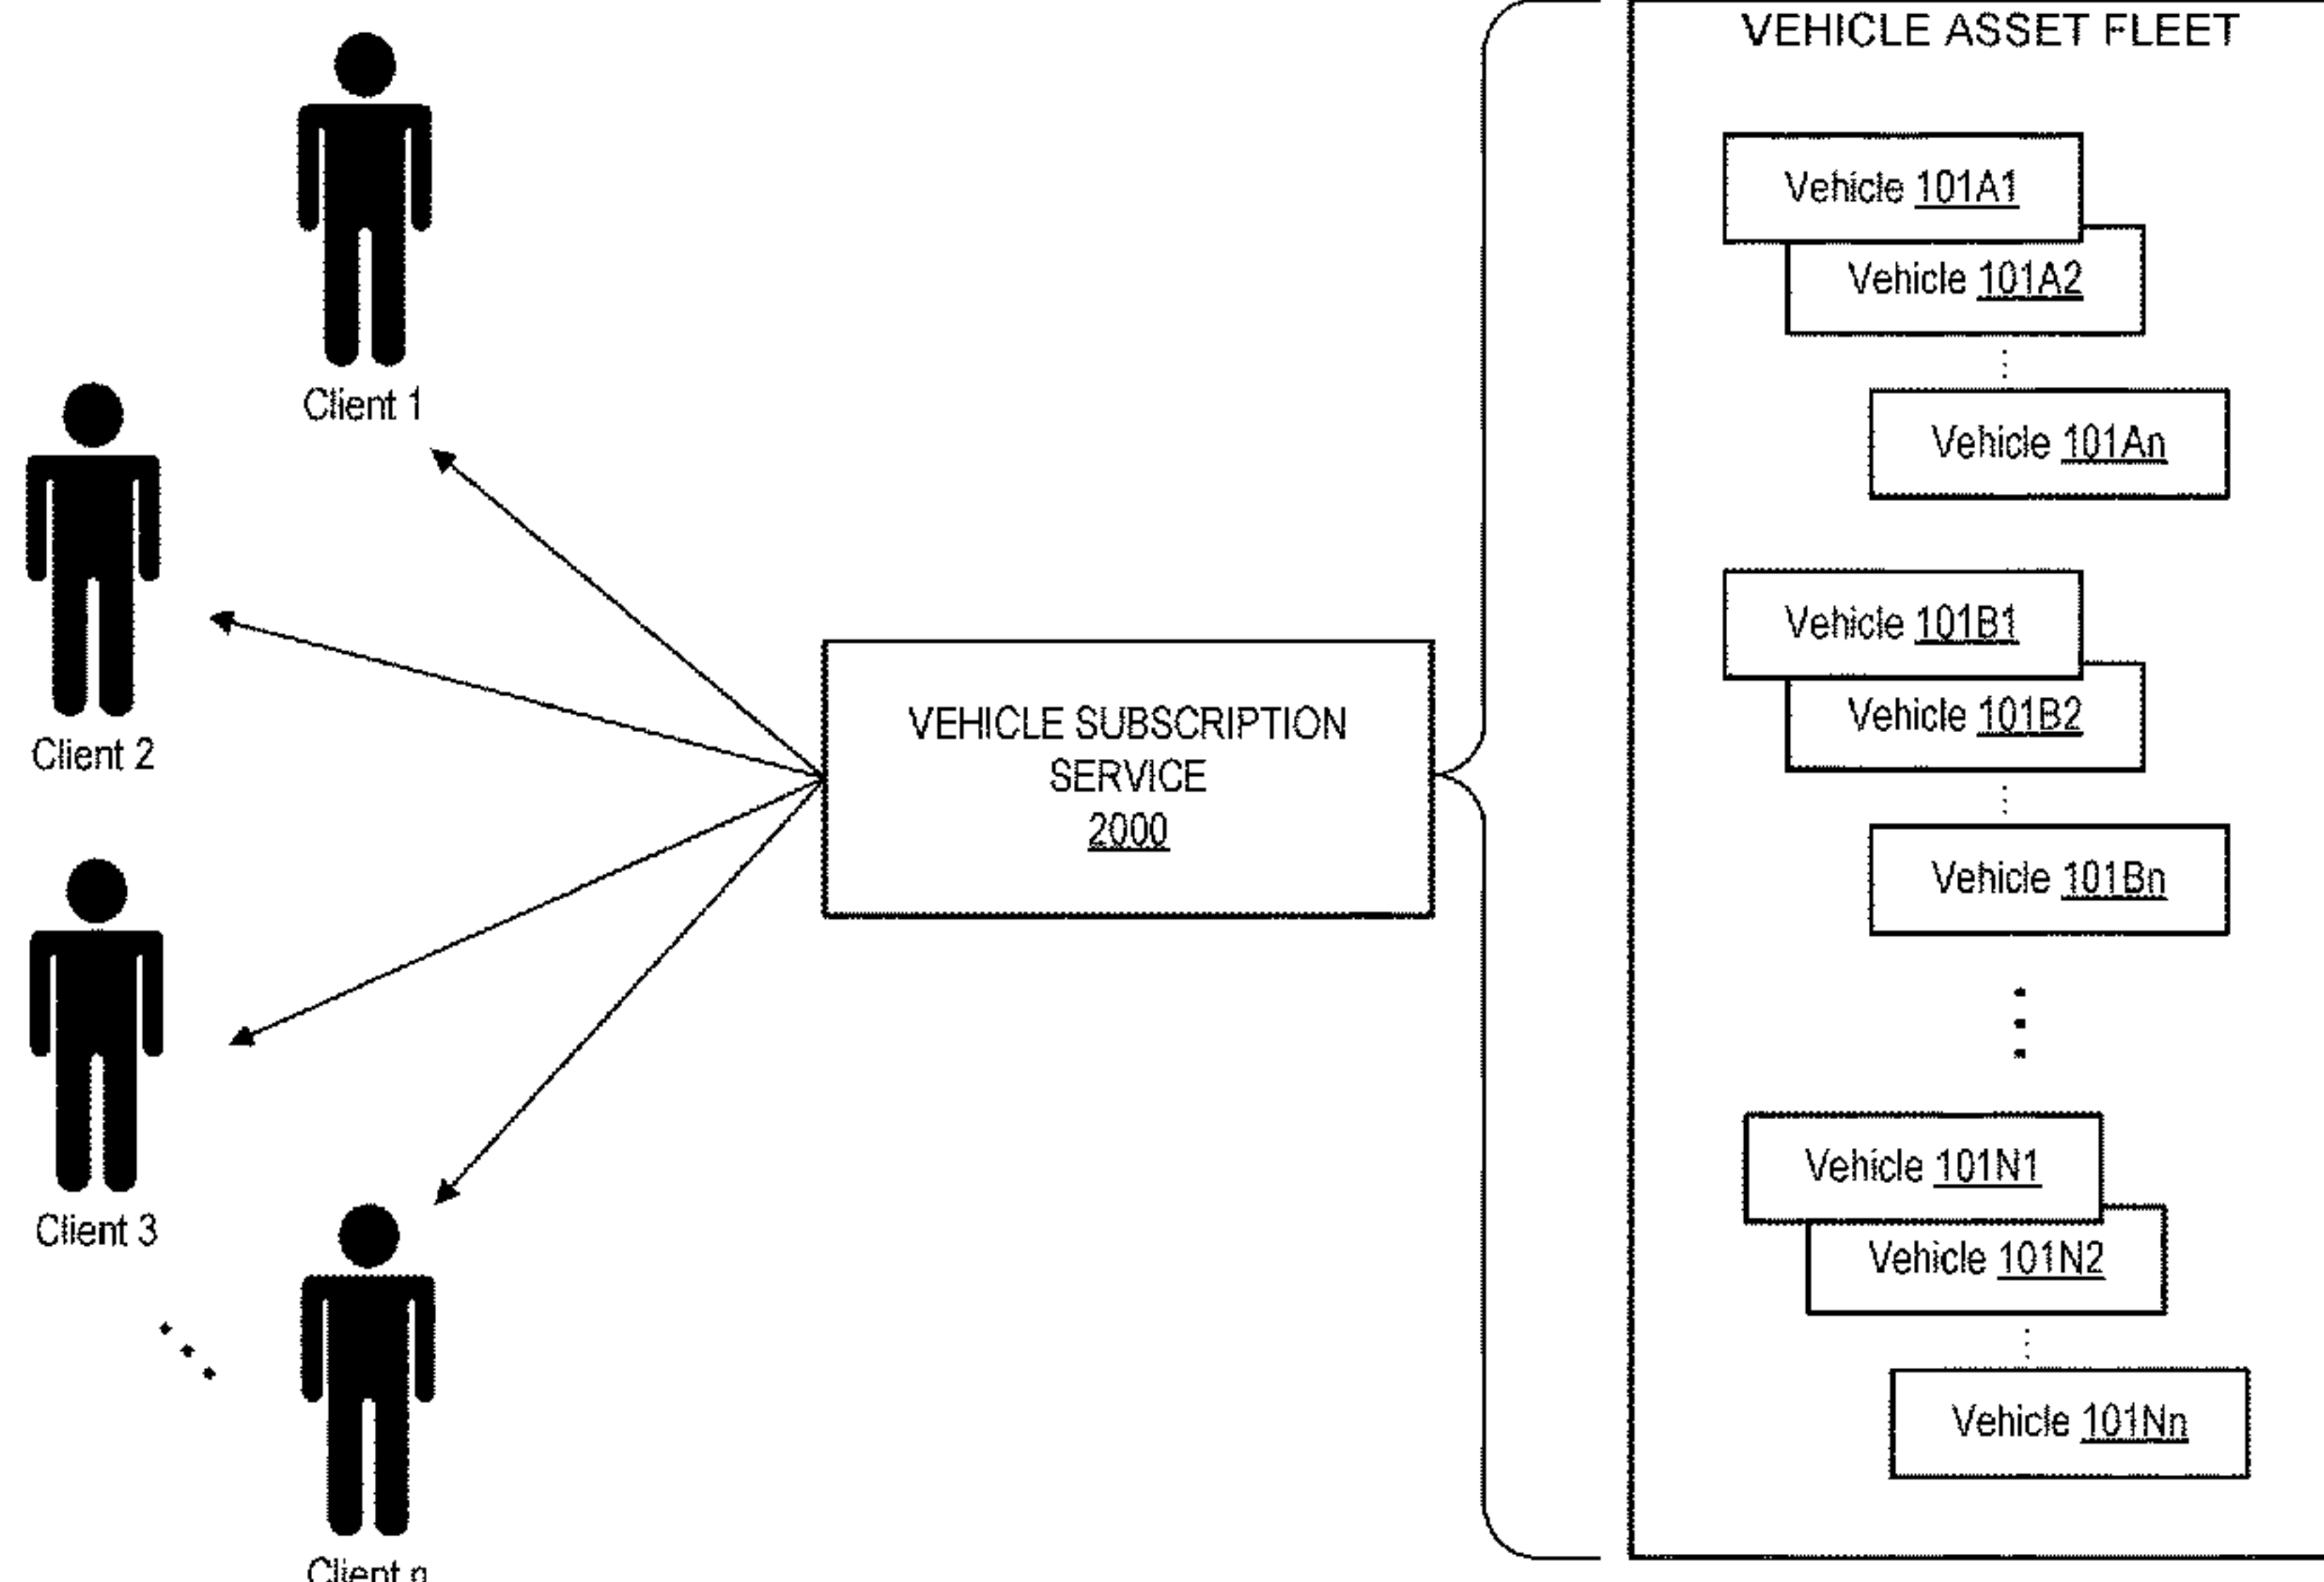 VEHICLE ASSET FLEET
Client 1
Client 2
Client 3
Client n
VEHICLE SUBSCRIPTION
SERVICE
2000
Vehicle 101A1
Vehicle 101A2
Vehicle 101An
Vehicle 101B1
Vehicle 101B2
Vehicle 101Bn
Vehicle 101N1
Vehicle 101N2
Vehicle 101Nn